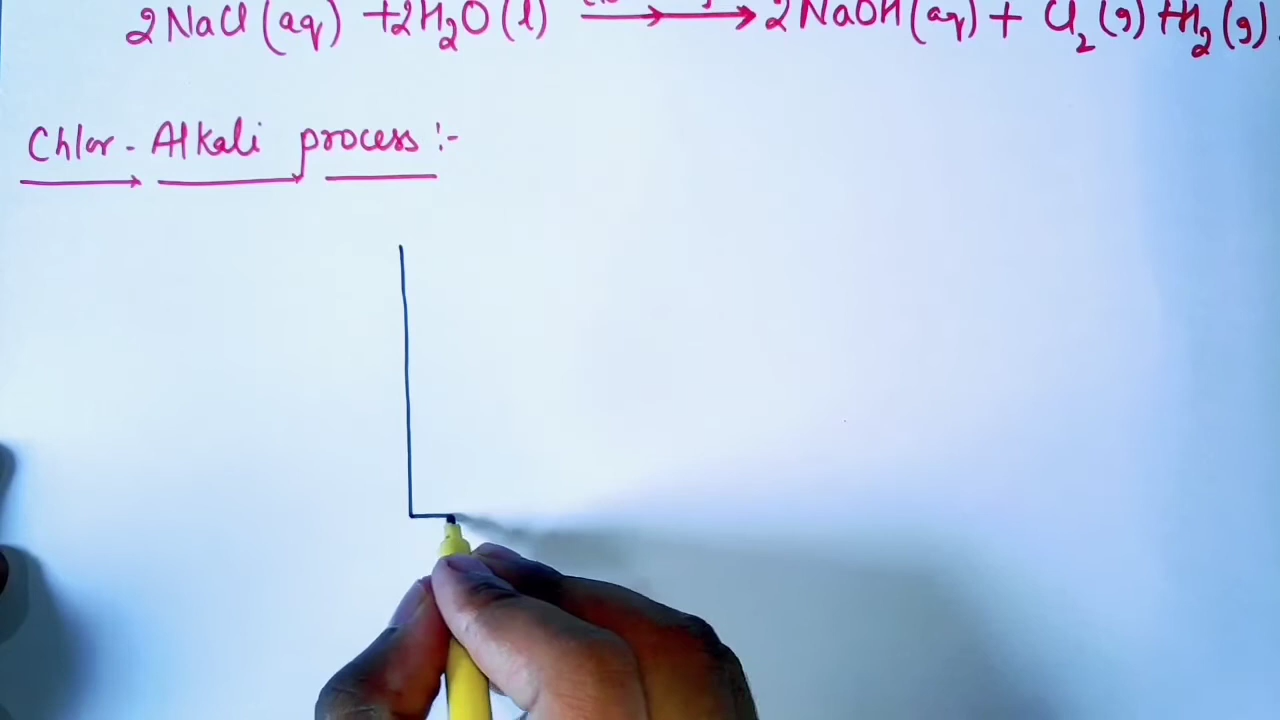 2NaCl(aq) +2H₂O(l) → 2NaOH(aq) + Cl₂(g) +H₂(g)
Chlor-Alkali process:-